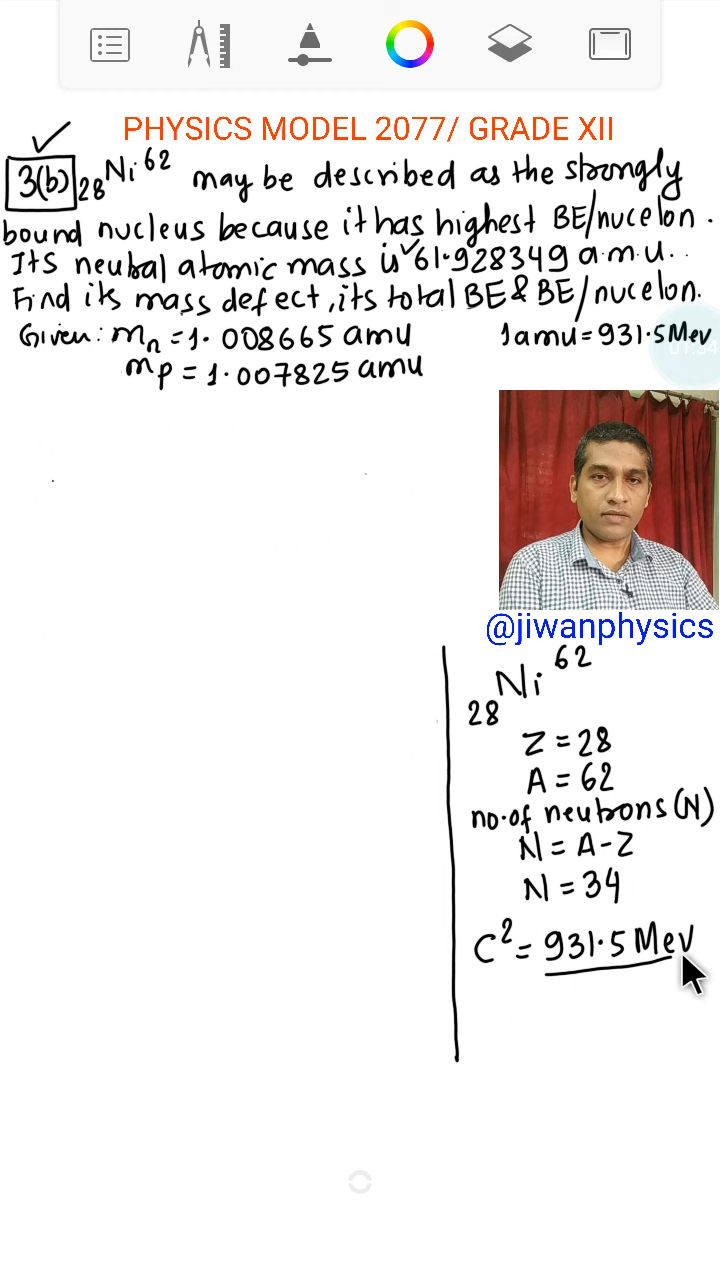 PHYSICS MODEL 2077/ GRADE XII
3(b) ₂₈Ni⁶² may be described as the strongly
bound nucleus because it has highest BE/nucelon.
Its neutral atomic mass is 61.928349 a.m.u.
Find its mass defect, its total BE & BE/nucelon.
Given: mₙ = 1.008665 amu 1amu = 931.5 Mev
mp = 1.007825 amu
@jiwanphysics
₂₈Ni⁶²
Z = 28
A = 62
no. of neutrons (N)
N = A-Z
N = 34
C² = 931.5 Mev